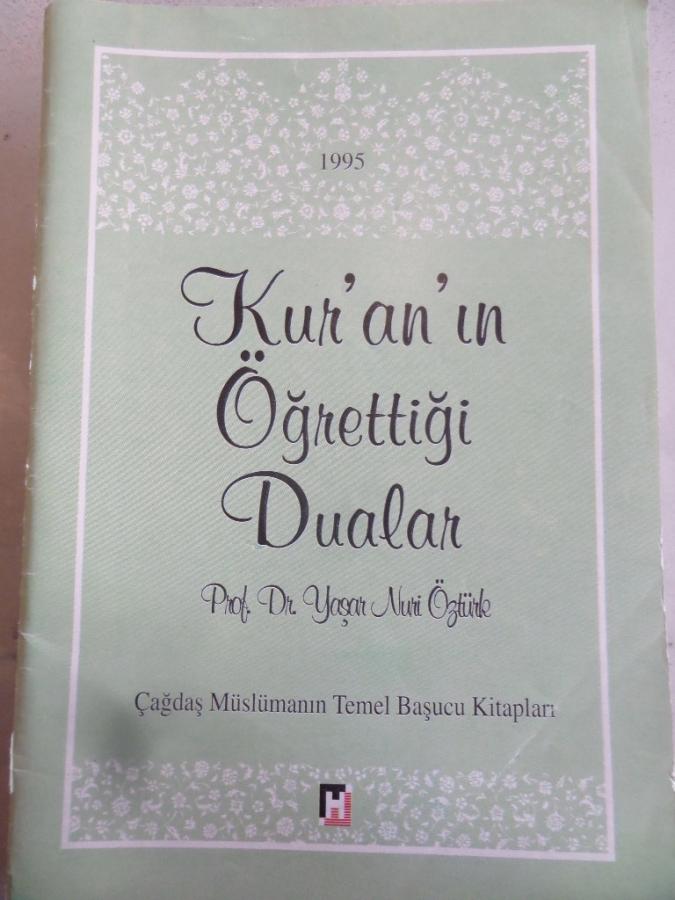 1995
Kur'an'ın
Öğrettiği
Dualar
Prof. Dr. Yaşar Nuri Öztürk
Çağdaş Müslümanın Temel Başucu Kitapları